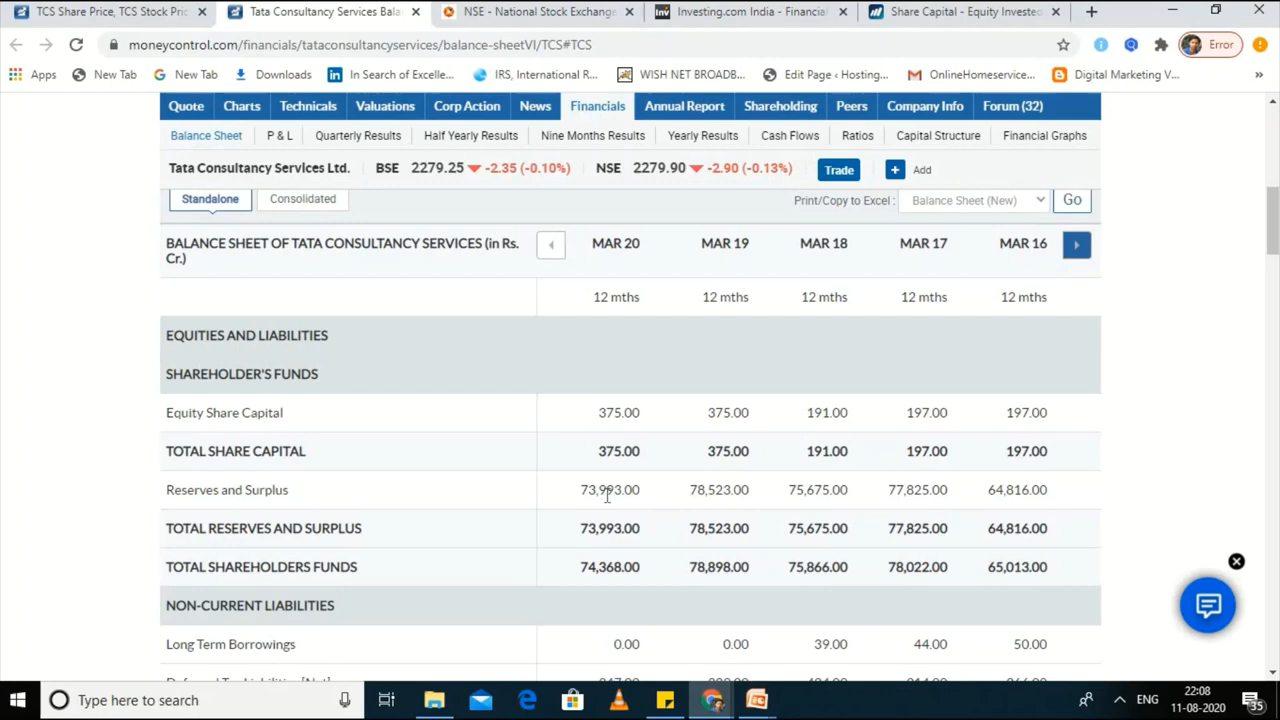 TCS Share Price, TCS Stock Pric
Tata Consultancy Services Balan
NSE - National Stock Exchange
Investing.com India - Financial
Share Capital - Equity Invested
moneycontrol.com/financials/tataconsultancyservices/balance-sheetVI/TCS#TCS
Error
Apps New Tab New Tab Downloads In Search of Excelle... IRS, International R... WISH NET BROADB... Edit Page ‹ Hosting... OnlineHomeservice... Digital Marketing V... »
Quote Charts Technicals Valuations Corp Action News Financials Annual Report Shareholding Peers Company Info Forum (32)
Balance Sheet P & L Quarterly Results Half Yearly Results Nine Months Results Yearly Results Cash Flows Ratios Capital Structure Financial Graphs
Tata Consultancy Services Ltd. BSE 2279.25 -2.35 (-0.10%) NSE 2279.90 -2.90 (-0.13%) Trade + Add
Standalone Consolidated Print/Copy to Excel : Balance Sheet (New) Go
BALANCE SHEET OF TATA CONSULTANCY SERVICES (in Rs. Cr.) MAR 20 MAR 19 MAR 18 MAR 17 MAR 16
12 mths 12 mths 12 mths 12 mths 12 mths
EQUITIES AND LIABILITIES
SHAREHOLDER'S FUNDS
Equity Share Capital 375.00 375.00 191.00 197.00 197.00
TOTAL SHARE CAPITAL 375.00 375.00 191.00 197.00 197.00
Reserves and Surplus 73,993.00 78,523.00 75,675.00 77,825.00 64,816.00
TOTAL RESERVES AND SURPLUS 73,993.00 78,523.00 75,675.00 77,825.00 64,816.00
TOTAL SHAREHOLDERS FUNDS 74,368.00 78,898.00 75,866.00 78,022.00 65,013.00
NON-CURRENT LIABILITIES
Long Term Borrowings 0.00 0.00 39.00 44.00 50.00
Type here to search
ENG
22:08
11-08-2020
35